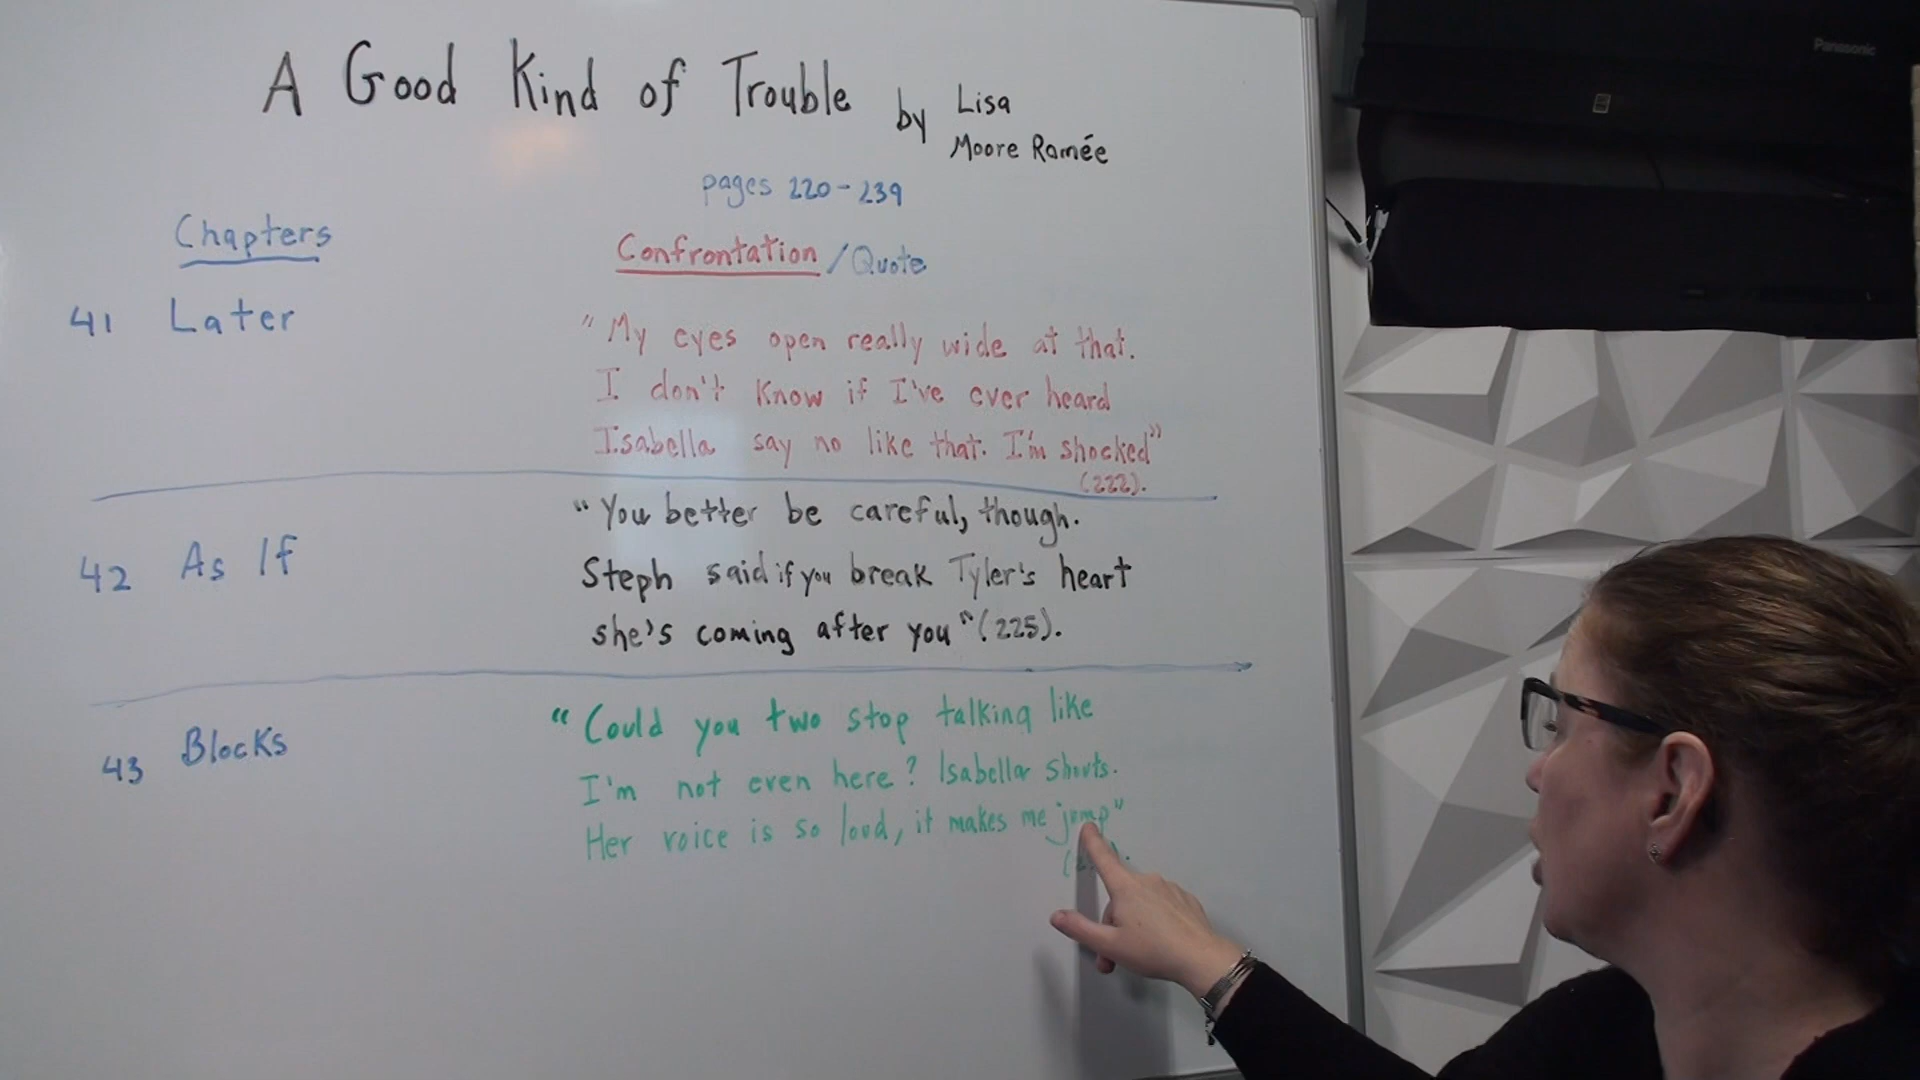 A Good Kind of Trouble by Lisa
Moore Ramée
pages 220-239
Chapters
Confrontation / Quote
41 Later
"My eyes open really wide at that.
I don't know if I've ever heard
Isabella say no like that. I'm shocked"
(222).
42 As If
"You better be careful, though.
Steph said if you break Tyler's heart
she's coming after you" (225).
43 Blocks
"Could you two stop talking like
I'm not even here? Isabella shouts.
Her voice is so loud, it makes me jump"
Panasonic